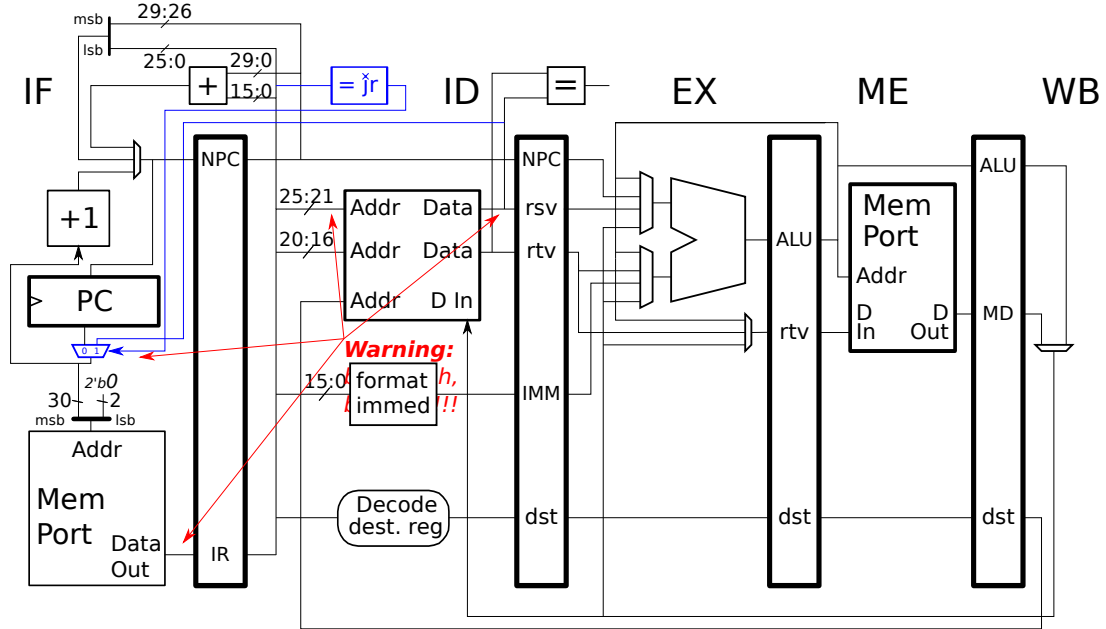 29:26
msb
lsb
25:0
29:0
15:0
+
= jr
=
IF
ID
EX
ME
WB
NPC
NPC
ALU
+1
25:21
Addr
Data
rsv
20:16
Addr
Data
rtv
Addr
D In
ALU
Mem
Port
Addr
D
In
D
Out
PC
0 1
rtv
MD
Warning:
h,
!!!
2'b0
30
2
msb
lsb
15:0
format
immed
IMM
Addr
Mem
Port
Data
Out
IR
Decode
dest. reg
dst
dst
dst